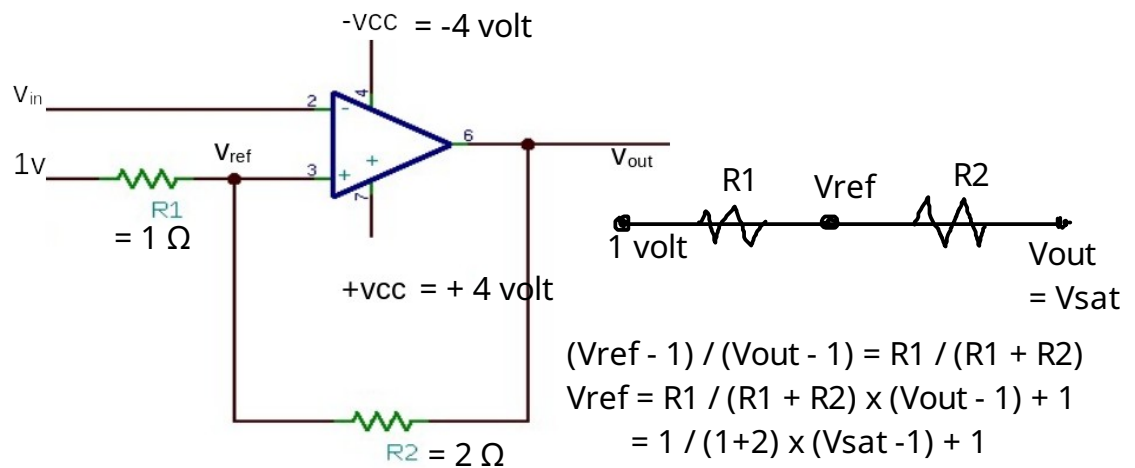 -VCC = -4 volt
Vin
2
4
-
6
1v
vref
3
+
+
7
vout
R1
= 1 Ω
+vcc = + 4 volt
R2 = 2 Ω
R1
Vref
R2
1 volt
Vout
= Vsat
(Vref - 1) / (Vout - 1) = R1 / (R1 + R2)
Vref = R1 / (R1 + R2) x (Vout - 1) + 1
= 1 / (1+2) x (Vsat -1) + 1